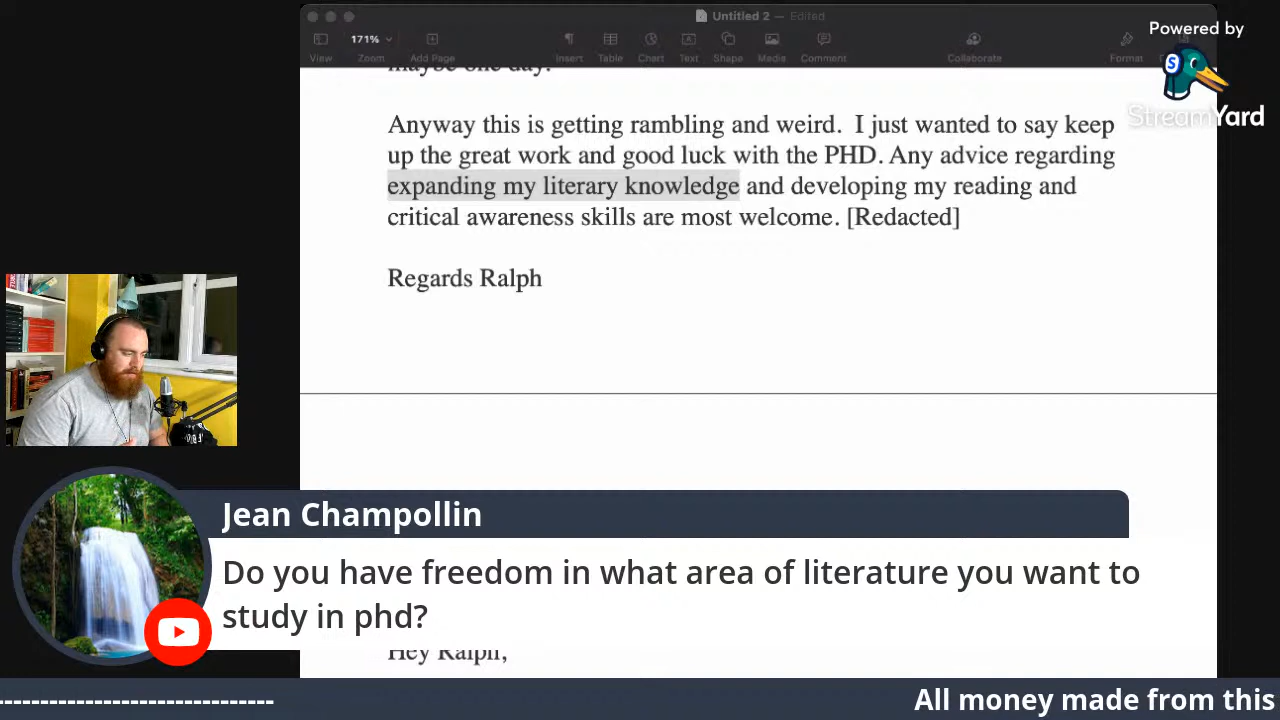 Untitled 2 — Edited
Powered by
171%
View
Zoom
Add Page
Insert
Table
Chart
Text
Shape
Media
Comment
Collaborate
Format
StreamYard
maybe one day.
Anyway this is getting rambling and weird.  I just wanted to say keep
up the great work and good luck with the PHD. Any advice regarding
expanding my literary knowledge and developing my reading and
critical awareness skills are most welcome. [Redacted]
Regards Ralph
Jean Champollin
Do you have freedom in what area of literature you want to
study in phd?
Hey Ralph,
------------------------------
All money made from this